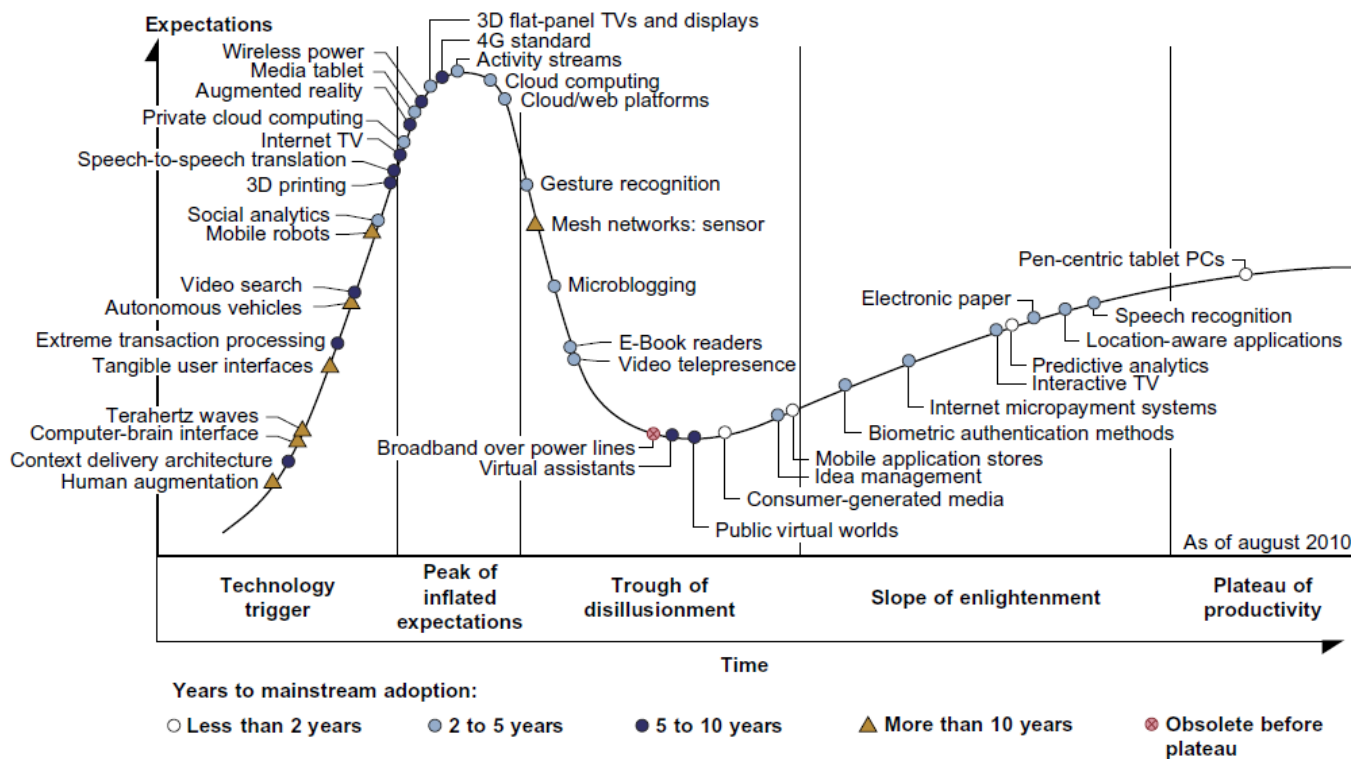 Expectations
3D flat-panel TVs and displays
4G standard
Activity streams
Wireless power
Media tablet
Augmented reality
Cloud computing
Cloud/web platforms
Private cloud computing
Internet TV
Speech-to-speech translation
3D printing
Gesture recognition
Social analytics
Mobile robots
Mesh networks: sensor
Video search
Autonomous vehicles
Microblogging
Extreme transaction processing
Tangible user interfaces
E-Book readers
Video telepresence
Terahertz waves
Computer-brain interface
Context delivery architecture
Human augmentation
Broadband over power lines
Virtual assistants
Pen-centric tablet PCs
Electronic paper
Speech recognition
Location-aware applications
Predictive analytics
Interactive TV
Internet micropayment systems
Biometric authentication methods
Mobile application stores
Idea management
Consumer-generated media
Public virtual worlds
As of august 2010
Technology
trigger
Peak of
inflated
expectations
Trough of
disillusionment
Slope of enlightenment
Plateau of
productivity
Time
Years to mainstream adoption:
Less than 2 years
2 to 5 years
5 to 10 years
More than 10 years
Obsolete before
plateau